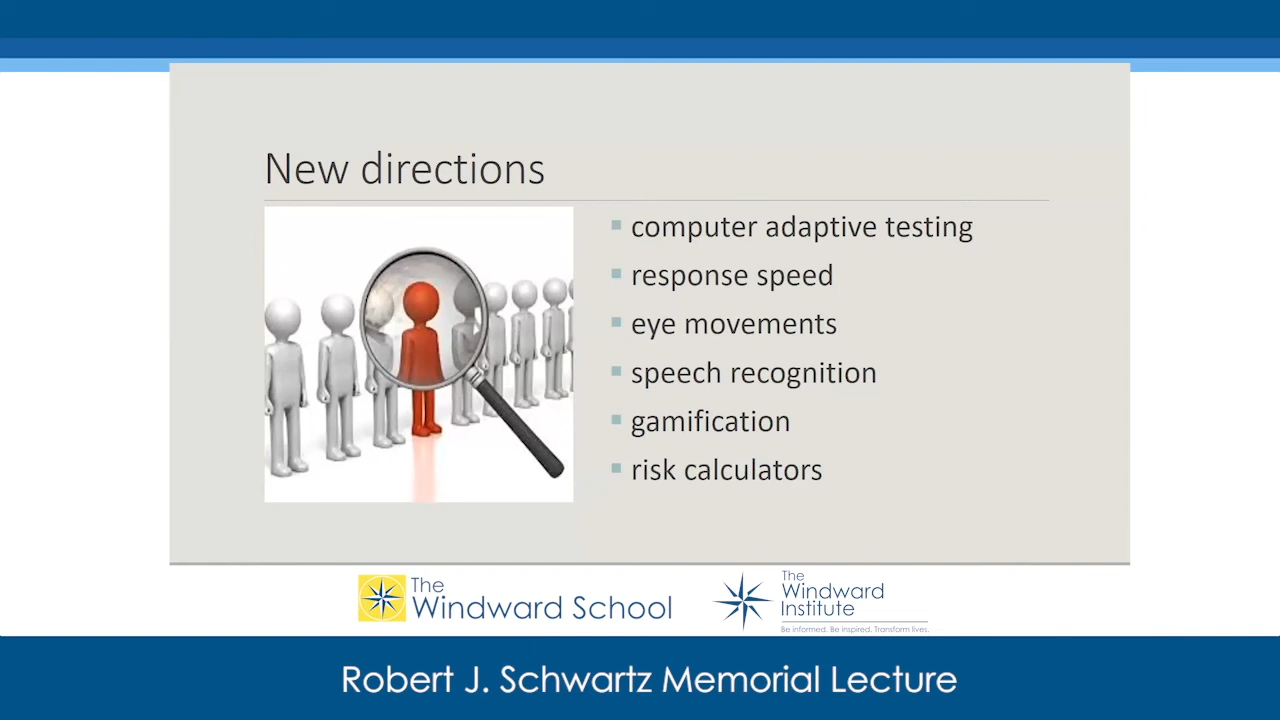 New directions
computer adaptive testing
response speed
eye movements
speech recognition
gamification
risk calculators
The
Windward School
The
Windward
Institute
Be informed. Be inspired. Transform lives.
Robert J. Schwartz Memorial Lecture